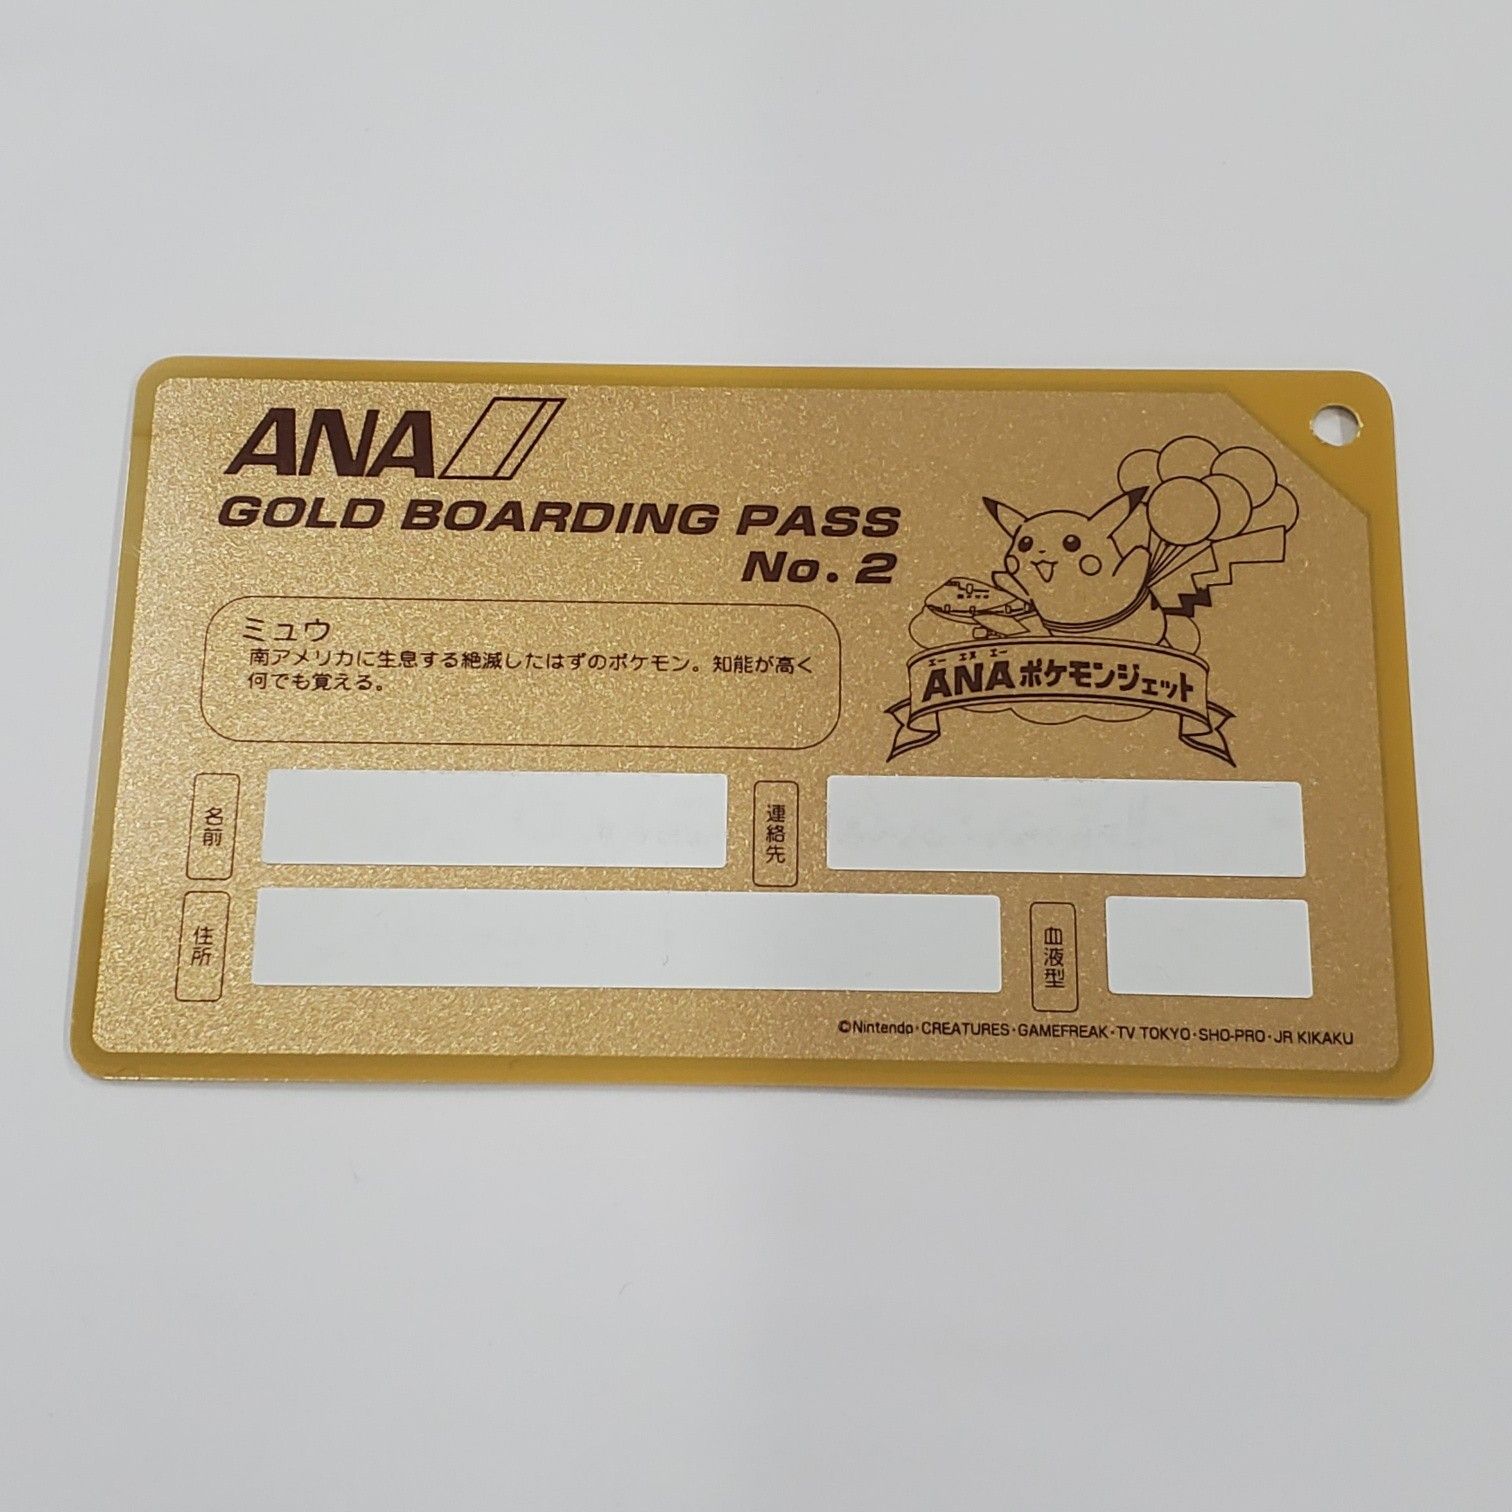 ANA
GOLD BOARDING PASS
No.2
ミュウ
南アメリカに生息する絶滅したはずのポケモン。知能が高く
何でも覚える。
エー エヌ エー
ANAポケモンジェット
名前
連絡先
住所
血液型
©Nintendo・CREATURES・GAMEFREAK・TV TOKYO・SHO-PRO・JR KIKAKU